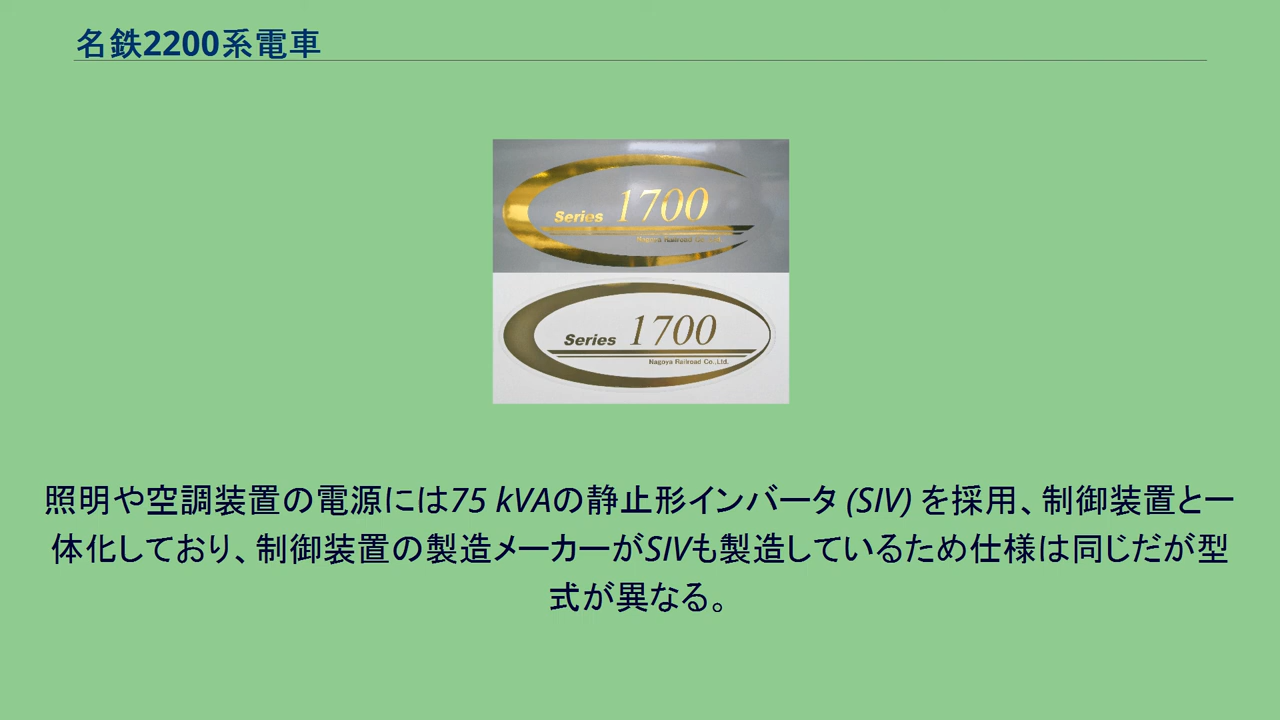 名鉄2200系電車
Series 1700
Nagoya Railroad Co.,Ltd.
Series 1700
Nagoya Railroad Co.,Ltd.
照明や空調装置の電源には75 kVAの静止形インバータ (SIV) を採用、制御装置と一
体化しており、制御装置の製造メーカーがSIVも製造しているため仕様は同じだが型
式が異なる。